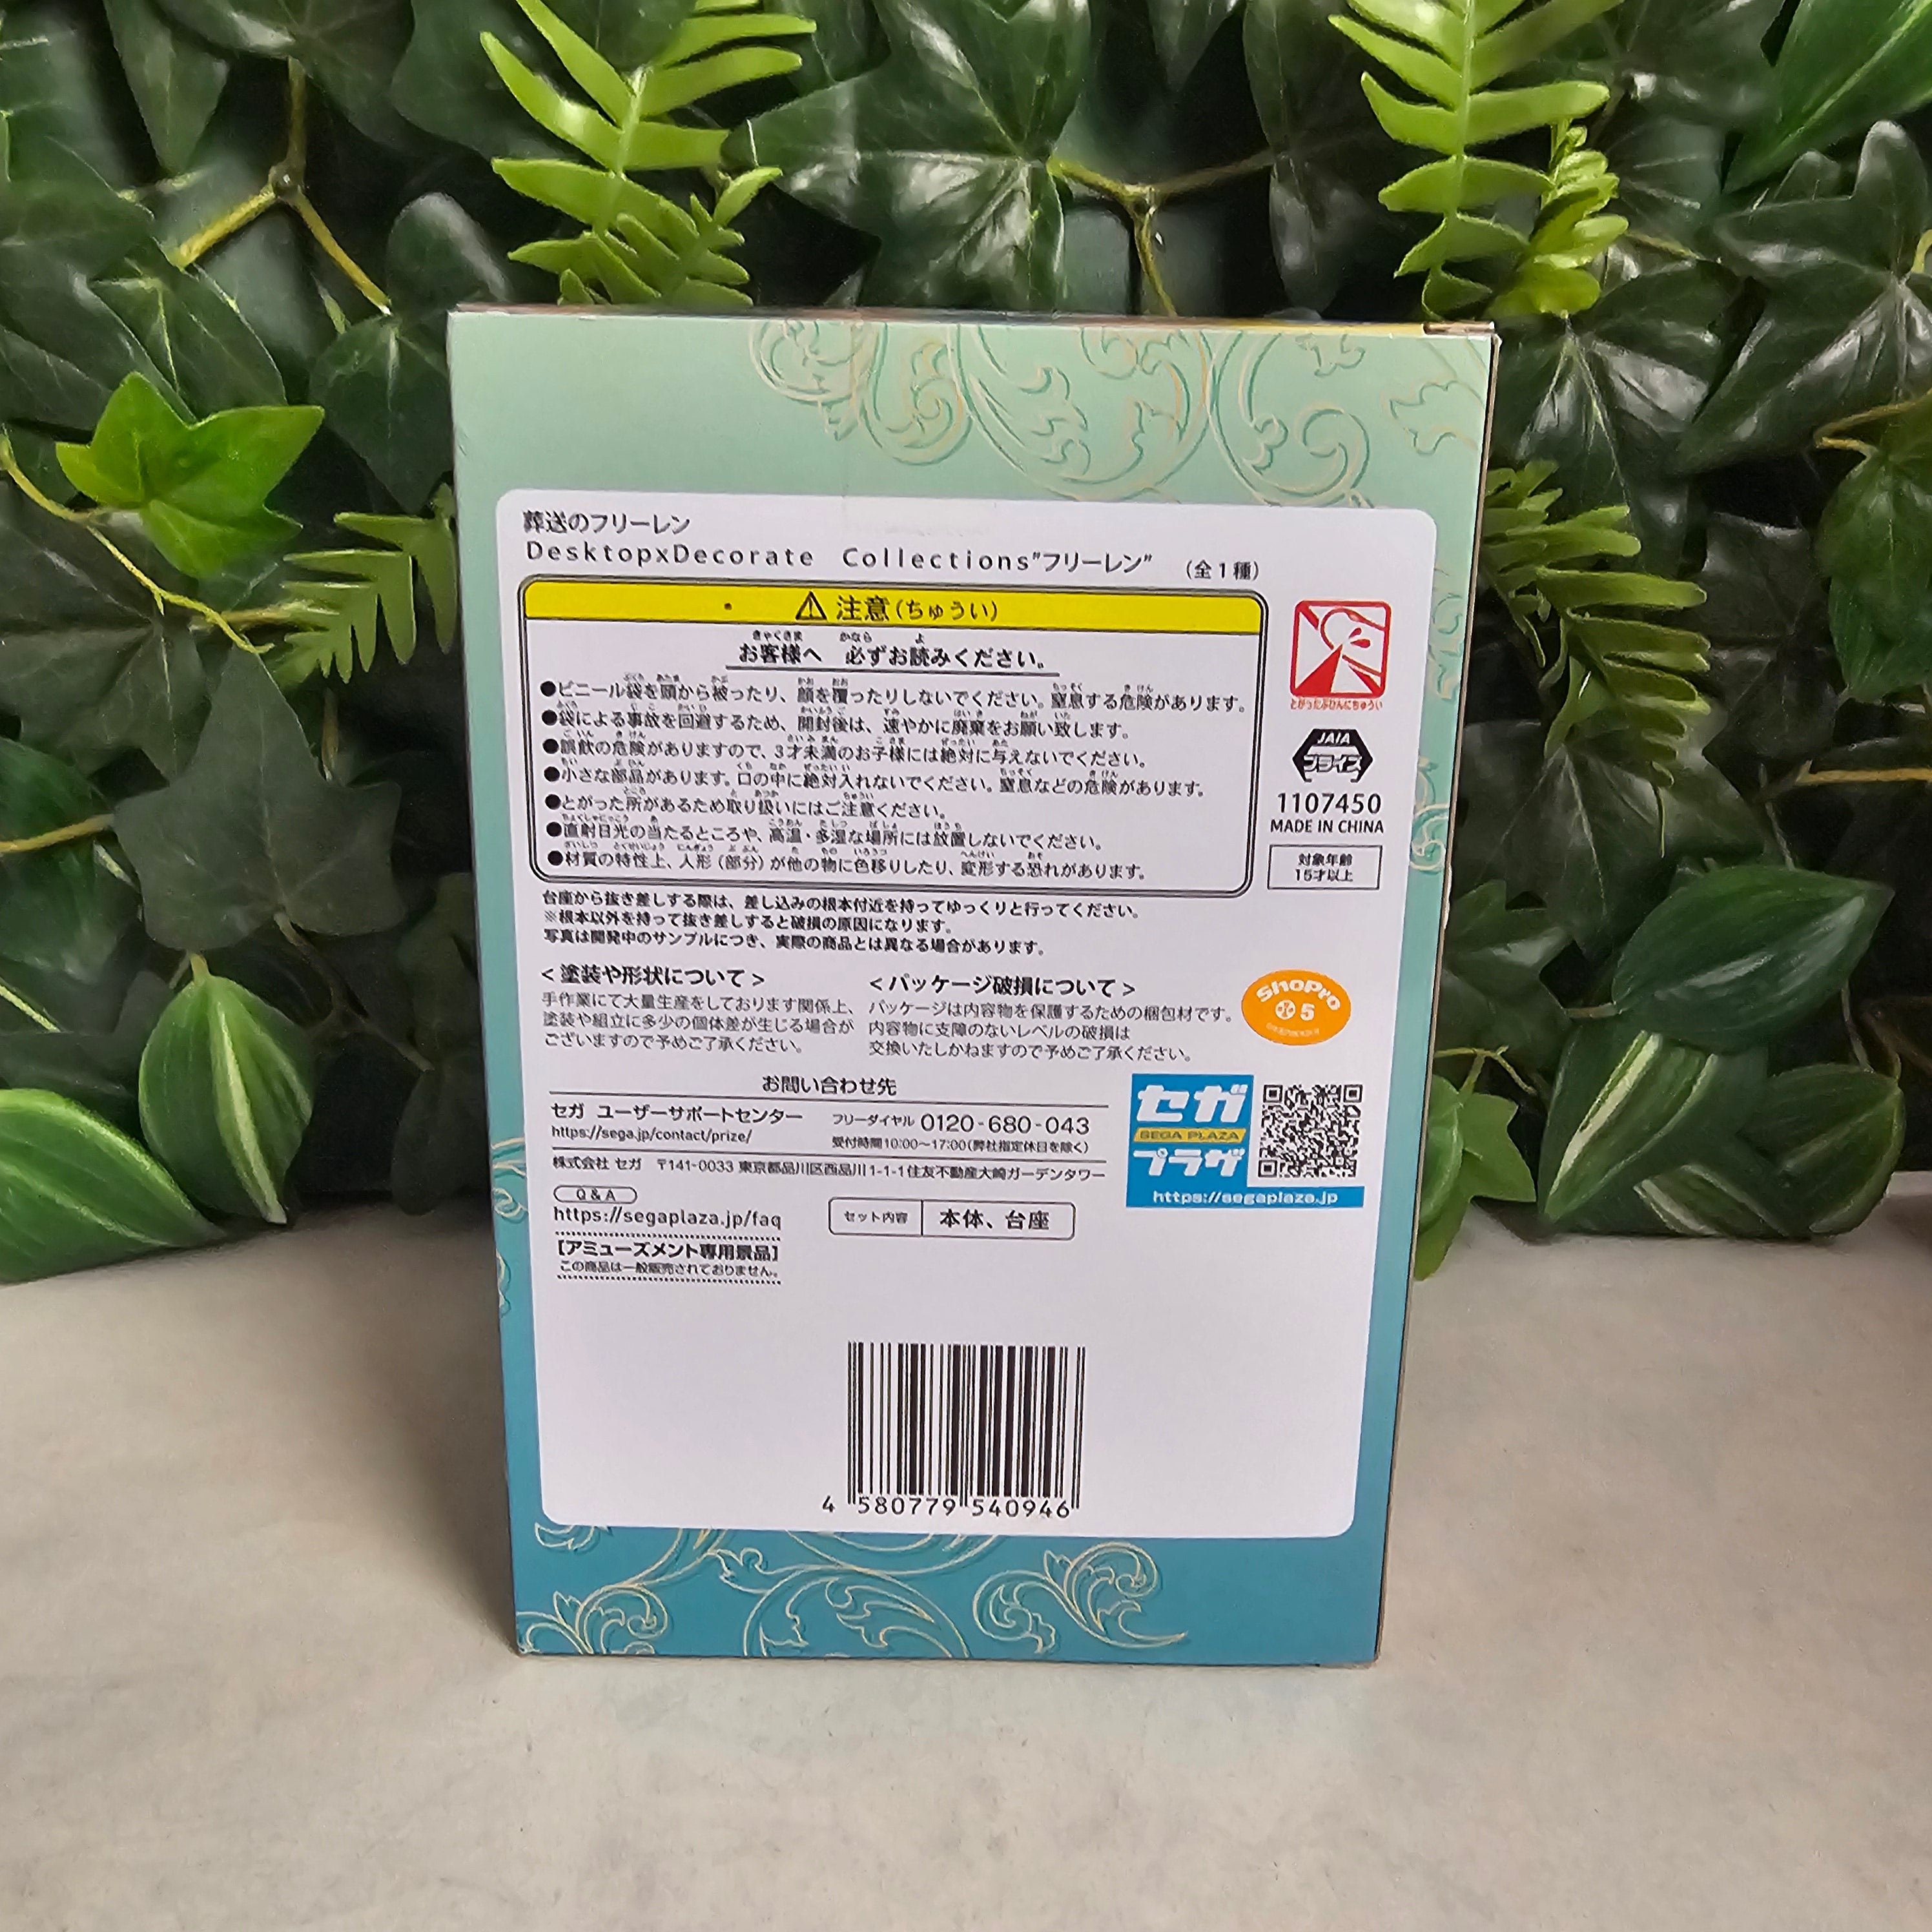 葬送のフリーレン
DesktopxDecorate Collections"フリーレン" (全1種)
⚠注意(ちゅうい)
お客様へ 必ずお読みください。
●ビニール袋を頭から被ったり、顔を覆ったりしないでください。窒息する危険があります。
●袋による事故を回避するため、開封後は、速やかに廃棄をお願い致します。
●誤飲の危険がありますので、3才未満のお子様には絶対に与えないでください。
●小さな部品があります。口の中に絶対入れないでください。窒息などの危険があります。
●とがった所があるため取り扱いにはご注意ください。
●直射日光の当たるところや、高温・多湿な場所には放置しないでください。
●材質の特性上、人形(部分)が他の物に色移りしたり、変形する恐れがあります。
とがったぶひんにちゅうい
JAIA
プライズ
1107450
MADE IN CHINA
対象年齢
15才以上
台座から抜き差しする際は、差し込みの根本付近を持ってゆっくりと行ってください。
※根本以外を持って抜き差しすると破損の原因になります。
写真は開発中のサンプルにつき、実際の商品とは異なる場合があります。
<塗装や形状について>
手作業にて大量生産をしております関係上、
塗装や組立に多少の個体差が生じる場合が
ございますので予めご了承ください。
<パッケージ破損について>
パッケージは内容物を保護するための梱包材です。
内容物に支障のないレベルの破損は
交換いたしかねますので予めご了承ください。
ShoPro
5
お問い合わせ先
セガ ユーザーサポートセンター
https://sega.jp/contact/prize/
フリーダイヤル 0120-680-043
受付時間10:00〜17:00(弊社指定休日を除く)
株式会社 セガ 〒141-0033 東京都品川区西品川1-1-1住友不動産大崎ガーデンタワー
セガ
SEGA PLAZA
プラザ
https://segaplaza.jp
Q&A
https://segaplaza.jp/faq
セット内容 本体、台座
[アミューズメント専用景品]
この商品は一般販売されておりません。
4 580779 540946